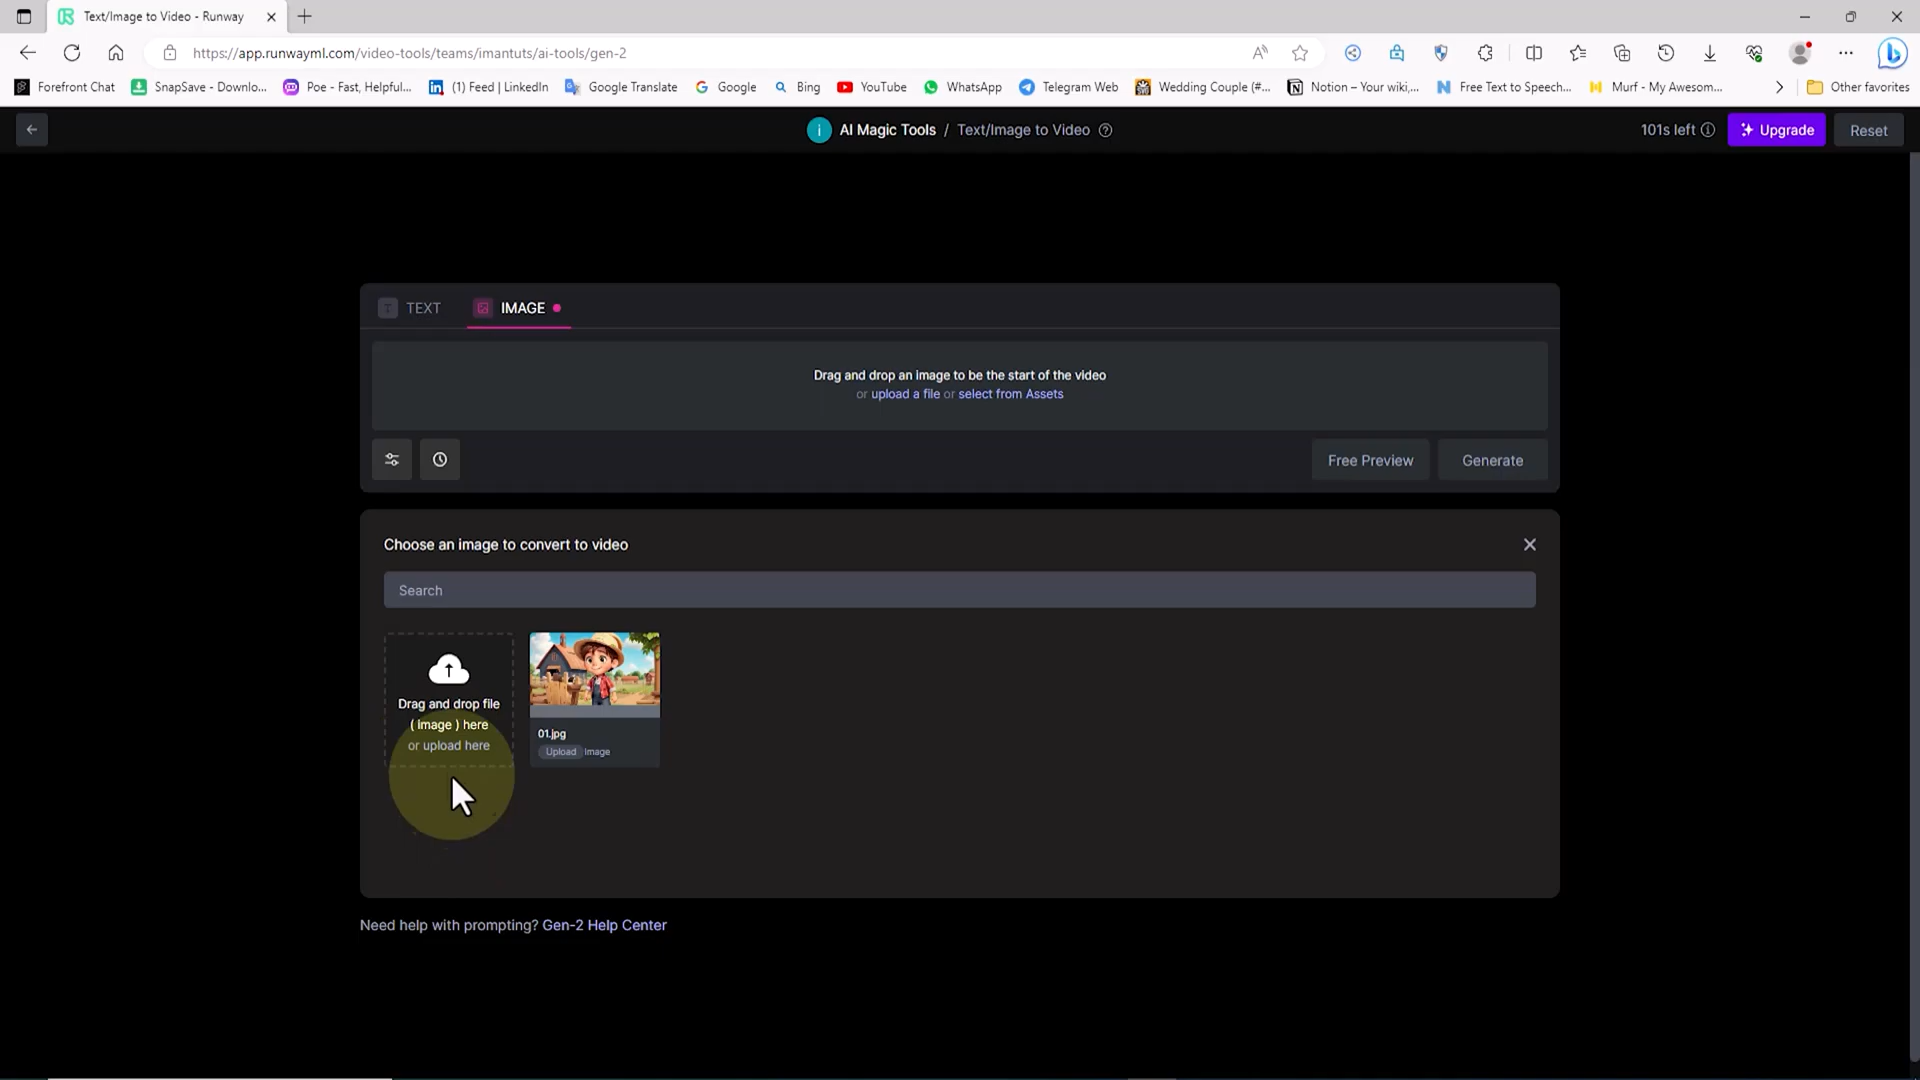 Text/Image to Video - Runway
https://app.runwayml.com/video-tools/teams/imantuts/ai-tools/gen-2
Forefront Chat
SnapSave - Downlo...
Poe - Fast, Helpful...
(1) Feed | LinkedIn
Google Translate
Google
Bing
YouTube
WhatsApp
Telegram Web
Wedding Couple (#...
Notion – Your wiki,...
Free Text to Speech...
Murf - My Awesom...
Other favorites
AI Magic Tools / Text/Image to Video
101s left
Upgrade
Reset
TEXT
IMAGE
Drag and drop an image to be the start of the video
or upload a file or select from Assets
Free Preview
Generate
Choose an image to convert to video
Search
Drag and drop file
( image ) here
or upload here
01.jpg
Upload Image
Need help with prompting? Gen-2 Help Center